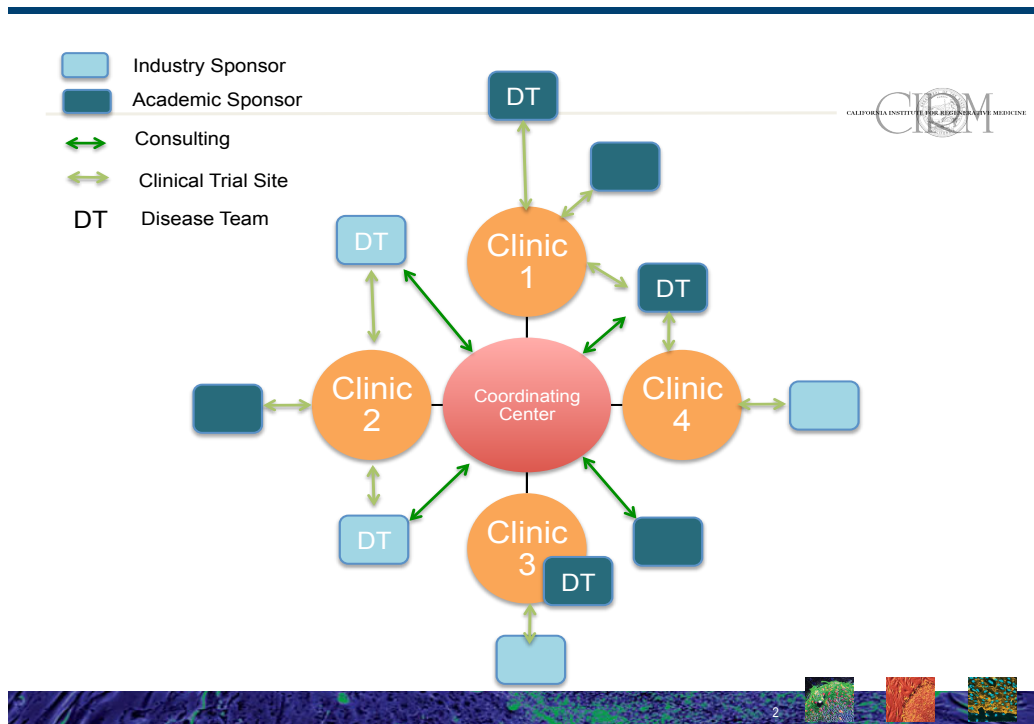 Industry Sponsor
Academic Sponsor
Consulting
Clinical Trial Site
DT Disease Team
DT
CALIFORNIA INSTITUTE FOR REGENERATIVE MEDICINE
CIRM
DT
Clinic
1
DT
Clinic
2
Coordinating
Center
Clinic
4
DT
Clinic
3
DT
2